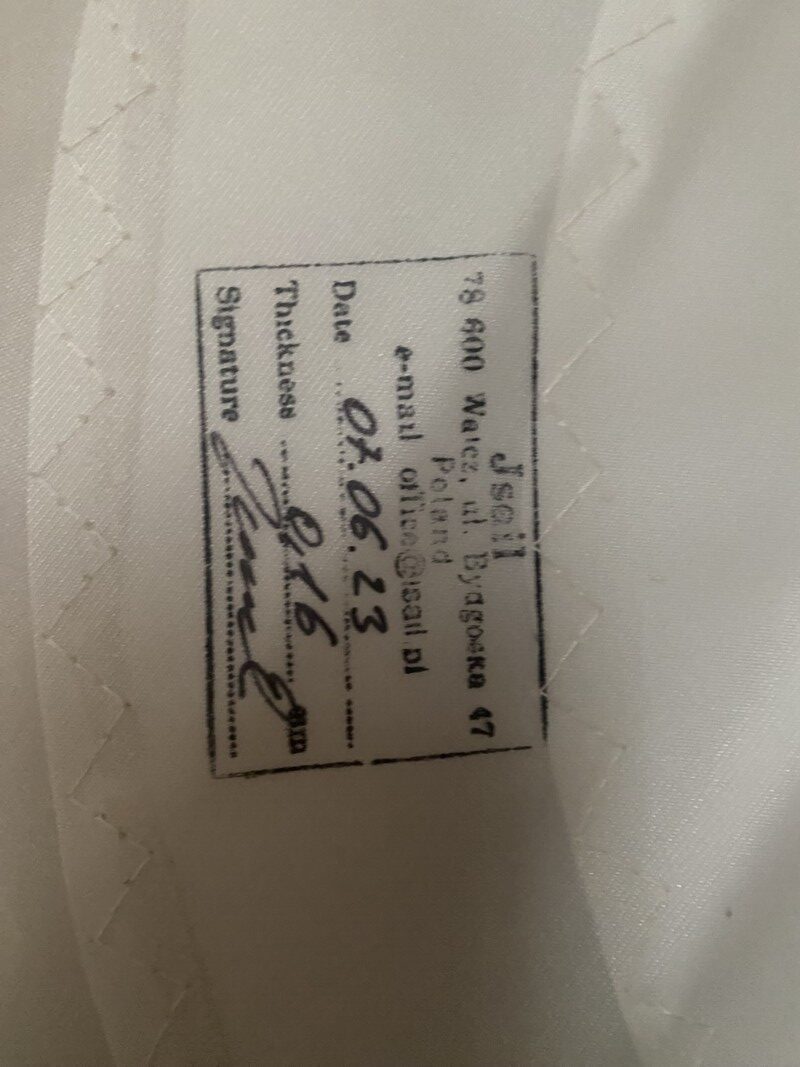 Jsail
78 600 Wałcz, ul. Bydgoska 47
Poland
e-mail office@jsail.pl
Date 07.06.23
Thickness 0,16 mm
Signature